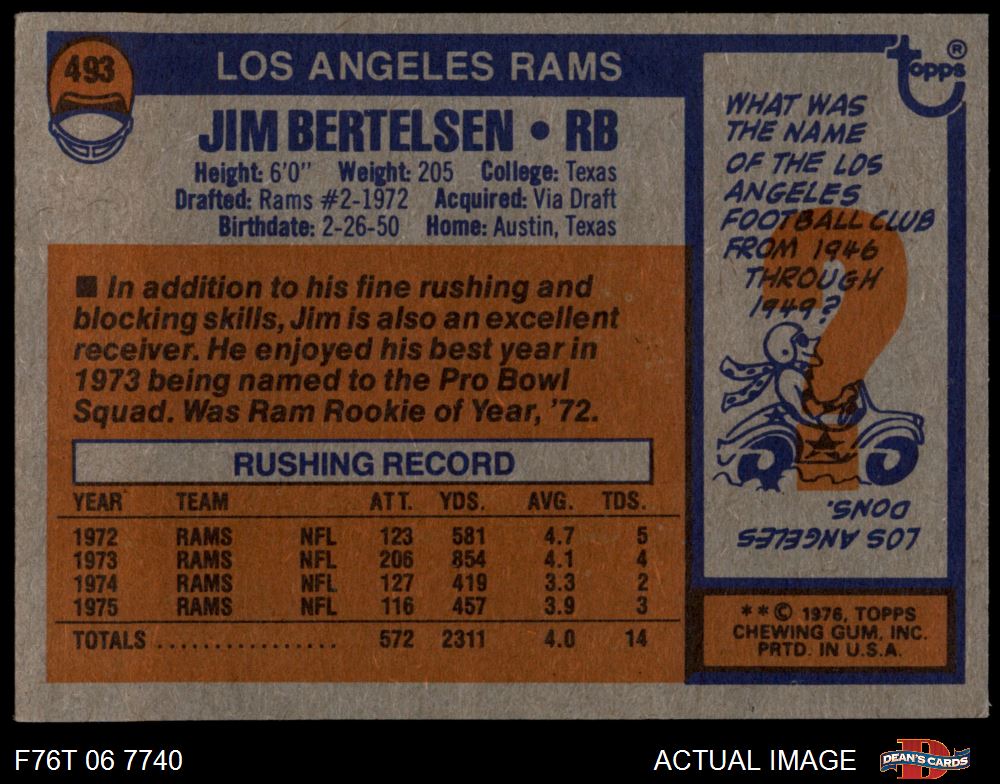 493
LOS ANGELES RAMS
JIM BERTELSEN • RB
Height: 6'0" Weight: 205 College: Texas
Drafted: Rams #2-1972 Acquired: Via Draft
Birthdate: 2-26-50 Home: Austin, Texas
■ In addition to his fine rushing and
blocking skills, Jim is also an excellent
receiver. He enjoyed his best year in
1973 being named to the Pro Bowl
Squad. Was Ram Rookie of Year, '72.
RUSHING RECORD
YEAR TEAM ATT. YDS. AVG. TDS.
1972 RAMS NFL 123 581 4.7 5
1973 RAMS NFL 206 854 4.1 4
1974 RAMS NFL 127 419 3.3 2
1975 RAMS NFL 116 457 3.9 3
TOTALS ................ 572 2311 4.0 14
topps ®
WHAT WAS
THE NAME
OF THE LOS
ANGELES
FOOTBALL CLUB
FROM 1946
THROUGH
1949?
?
LOS ANGELES
DONS.
**© 1976, TOPPS
CHEWING GUM, INC.
PRTD. IN U.S.A.
F76T 06 7740
ACTUAL IMAGE
D
DEAN'S CARDS